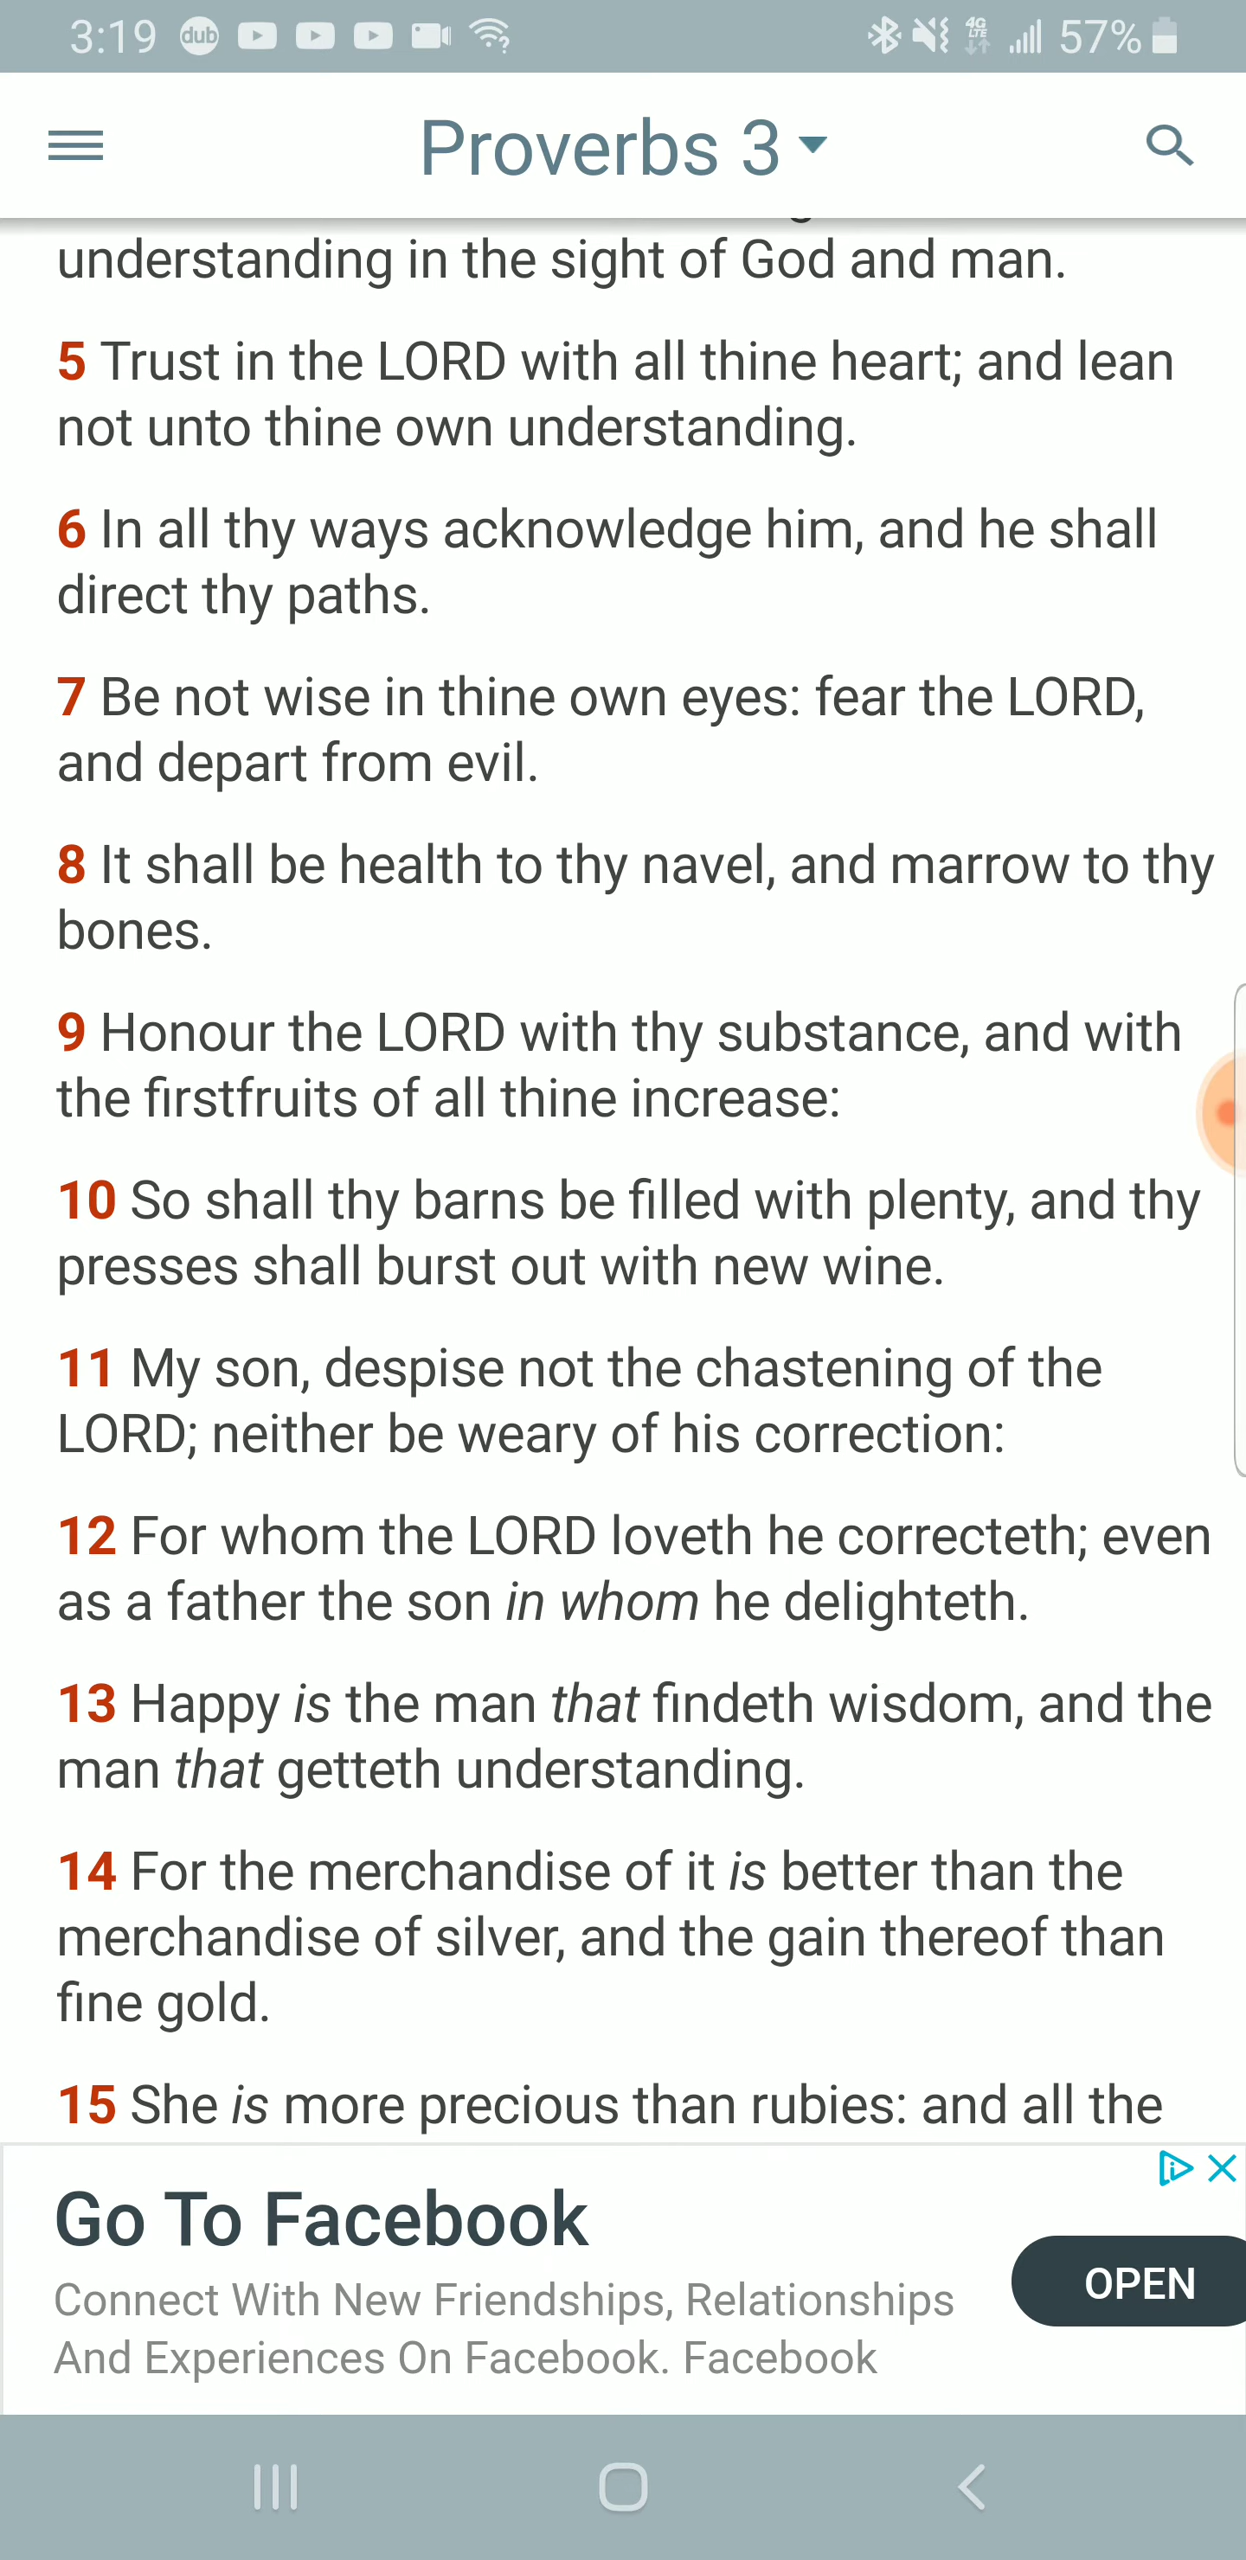 3:19 dub 4G LTE 57%
Proverbs 3
understanding in the sight of God and man.
5 Trust in the LORD with all thine heart; and lean
not unto thine own understanding.
6 In all thy ways acknowledge him, and he shall
direct thy paths.
7 Be not wise in thine own eyes: fear the LORD,
and depart from evil.
8 It shall be health to thy navel, and marrow to thy
bones.
9 Honour the LORD with thy substance, and with
the firstfruits of all thine increase:
10 So shall thy barns be filled with plenty, and thy
presses shall burst out with new wine.
11 My son, despise not the chastening of the
LORD; neither be weary of his correction:
12 For whom the LORD loveth he correcteth; even
as a father the son in whom he delighteth.
13 Happy is the man that findeth wisdom, and the
man that getteth understanding.
14 For the merchandise of it is better than the
merchandise of silver, and the gain thereof than
fine gold.
15 She is more precious than rubies: and all the
Go To Facebook
Connect With New Friendships, Relationships
And Experiences On Facebook. Facebook
OPEN